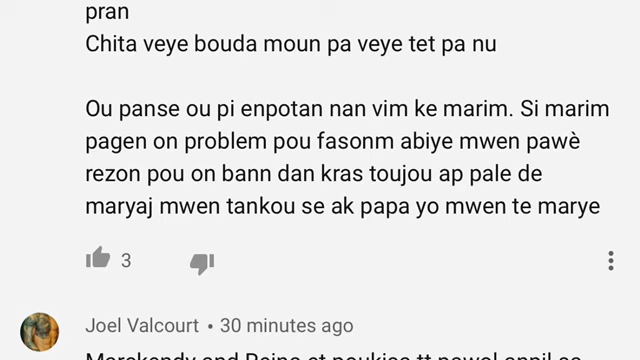 pran
Chita veye bouda moun pa veye tet pa nu
Ou panse ou pi enpotan nan vim ke marim. Si marim
pagen on problem pou fasonm abiye mwen pawè
rezon pou on bann dan kras toujou ap pale de
maryaj mwen tankou se ak papa yo mwen te marye
3
Joel Valcourt • 30 minutes ago